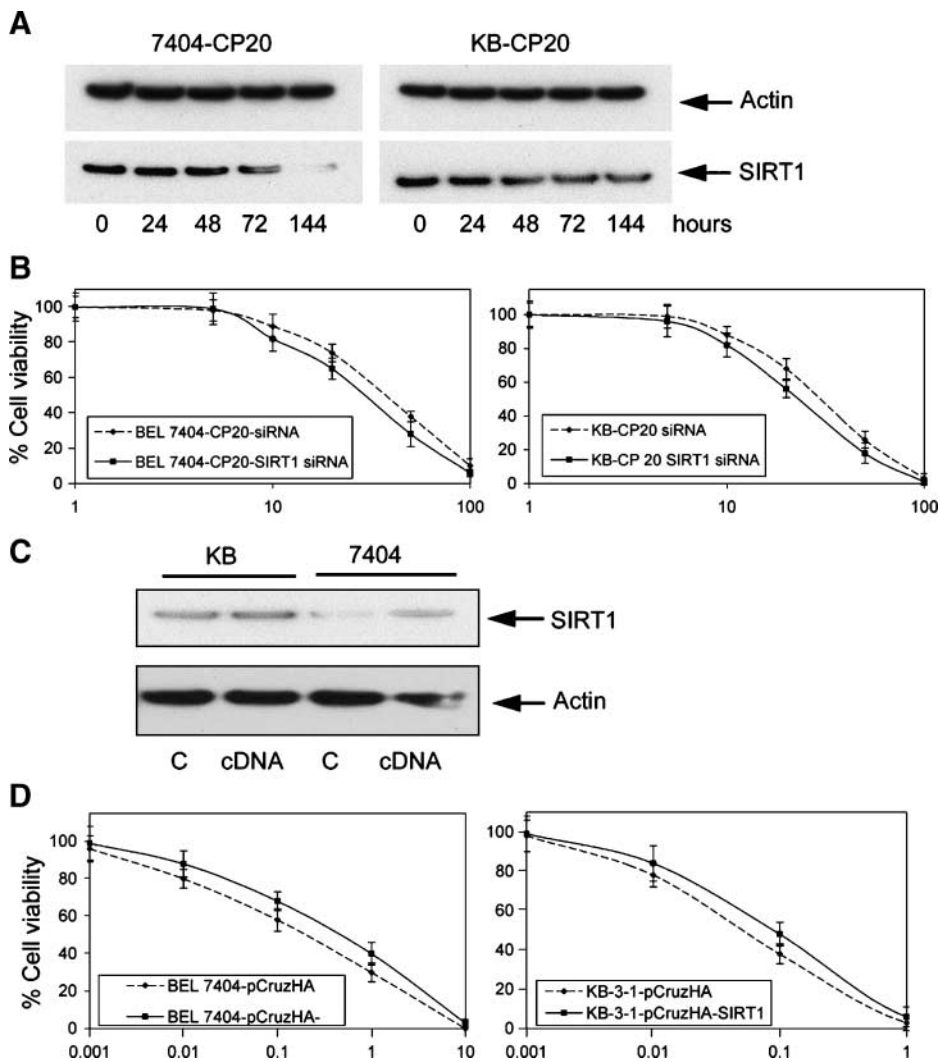 A
7404-CP20 KB-CP20
Actin
SIRT1
0 24 48 72 144 0 24 48 72 144 hours
B
% Cell viability
100
80
60
40
20
0
BEL 7404-CP20-siRNA
BEL 7404-CP20-SIRT1 siRNA
1 10 100
100
80
60
40
20
0
KB-CP20 siRNA
KB-CP 20 SIRT1 siRNA
1 10 100
C
KB 7404
SIRT1
Actin
C cDNA C cDNA
D
% Cell viability
100
80
60
40
20
0
BEL 7404-pCruzHA
BEL 7404-pCruzHA-
0.001 0.01 0.1 1 10
100
80
60
40
20
0
KB-3-1-pCruzHA
KB-3-1-pCruzHA-SIRT1
0.001 0.01 0.1 1